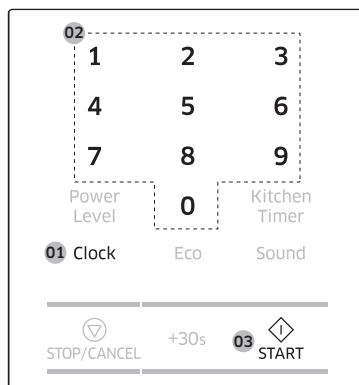 02
1 2 3
4 5 6
7 8 9
Power Level
0
Kitchen Timer
01 Clock Eco Sound
STOP/CANCEL
+30s
03 START